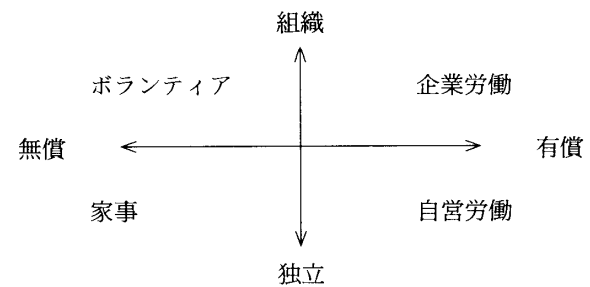 組織
ボランティア 企業労働
無償 有償
家事 自営労働
独立